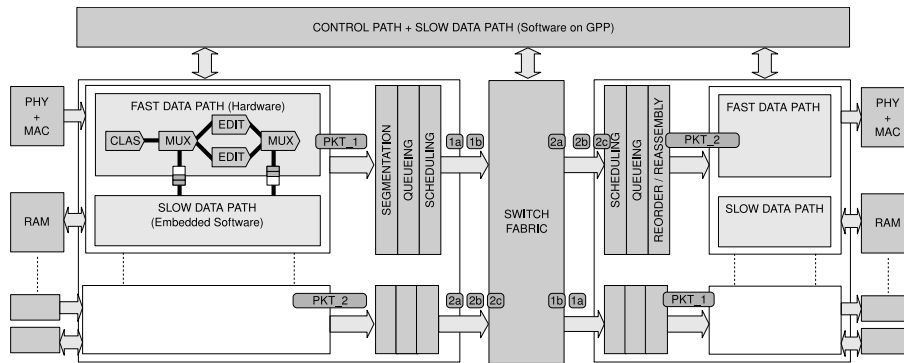 CONTROL PATH + SLOW DATA PATH (Software on GPP)
PHY
+
MAC
FAST DATA PATH (Hardware)
CLAS
MUX
EDIT
EDIT
MUX
PKT_1
SEGMENTATION
QUEUEING
SCHEDULING
1a
1b
SWITCH
FABRIC
2a
2b
2c
SCHEDULING
QUEUEING
REORDER / REASSEMBLY
PKT_2
FAST DATA PATH
PHY
+
MAC
RAM
SLOW DATA PATH
(Embedded Software)
SLOW DATA PATH
RAM
PKT_2
2a
2b
2c
1b
1a
PKT_1